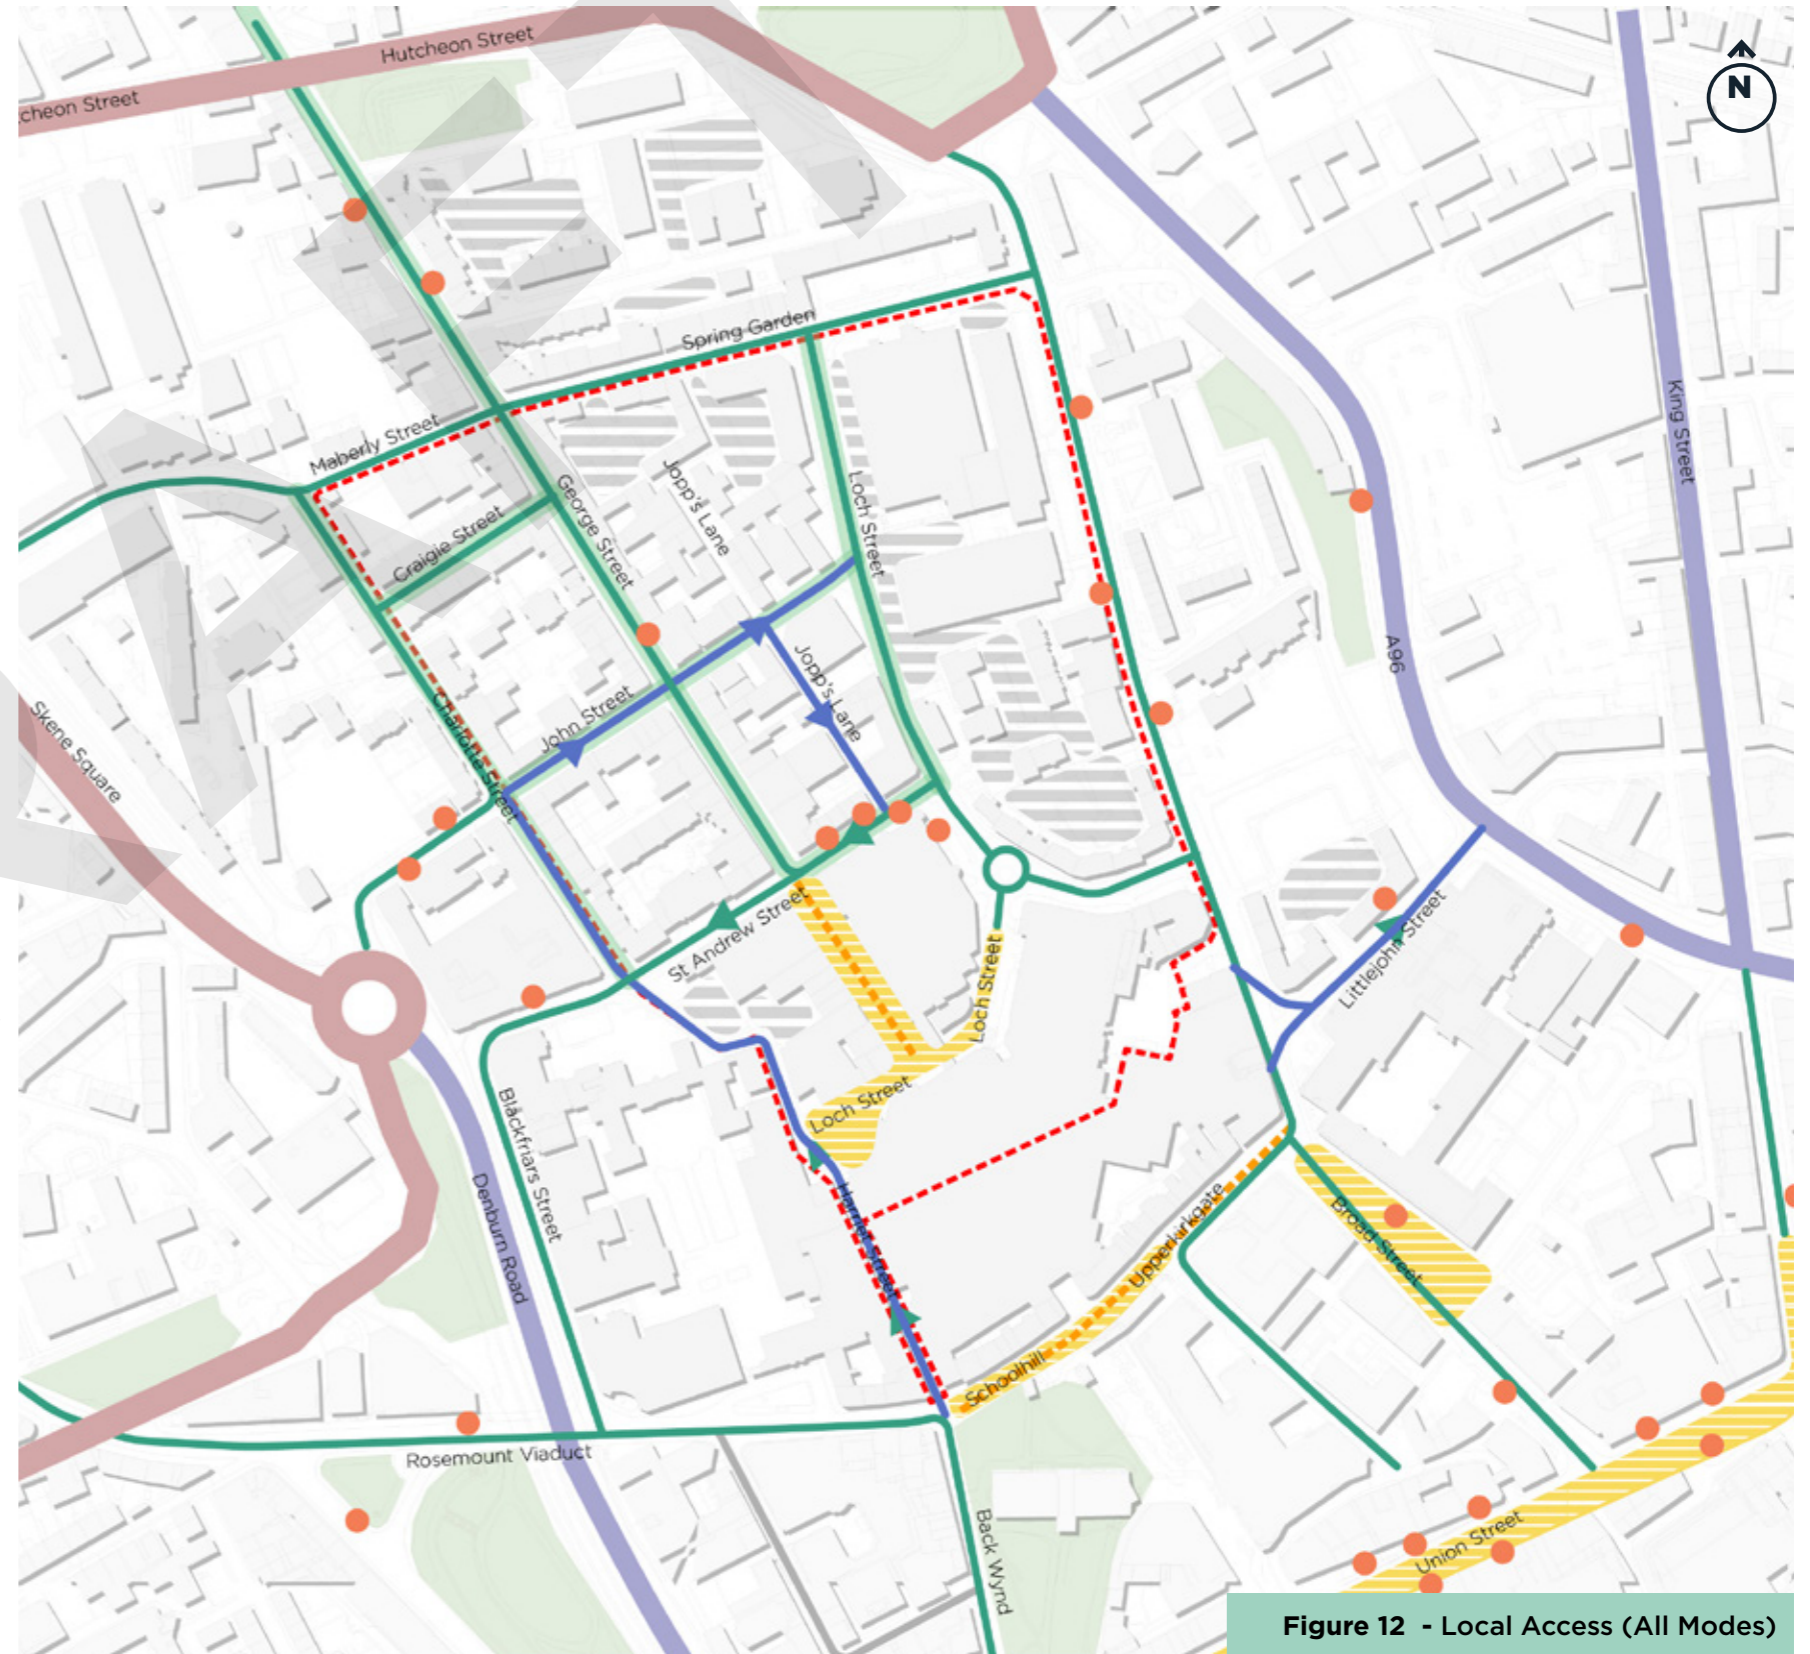 Hutcheon Street
cheon Street
N
Spring Garden
Maberly Street
King Street
George Street
Jopp's Lane
Loch Street
Craigie Street
A96
Jopp's Lane
John Street
Charlotte Street
Skene Square
St Andrew Street
Littlejohn Street
Loch Street
Loch Street
Blackfriars Street
Denburn Road
Harriet Street
Upperkirkgate
Broad Street
Schoolhill
Rosemount Viaduct
Back Wynd
Union Street
Figure 12 - Local Access (All Modes)